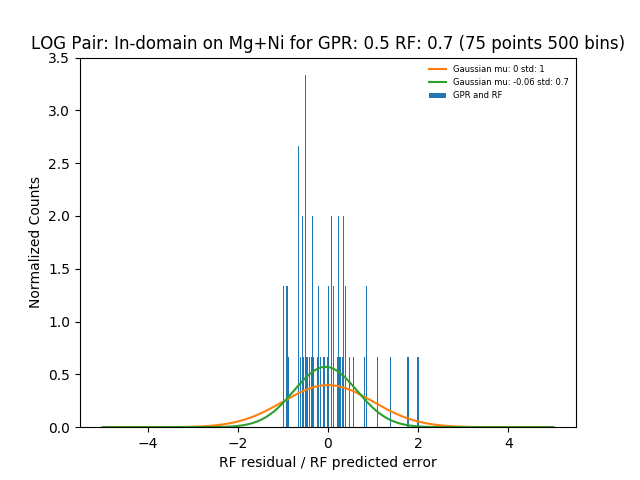 LOG Pair: In-domain on Mg+Ni for GPR: 0.5 RF: 0.7 (75 points 500 bins)
3.5
3.0
2.5
2.0
1.5
1.0
0.5
0.0
Normalized Counts
Gaussian mu: 0 std: 1
Gaussian mu: -0.06 std: 0.7
GPR and RF
−4 −2 0 2 4
RF residual / RF predicted error